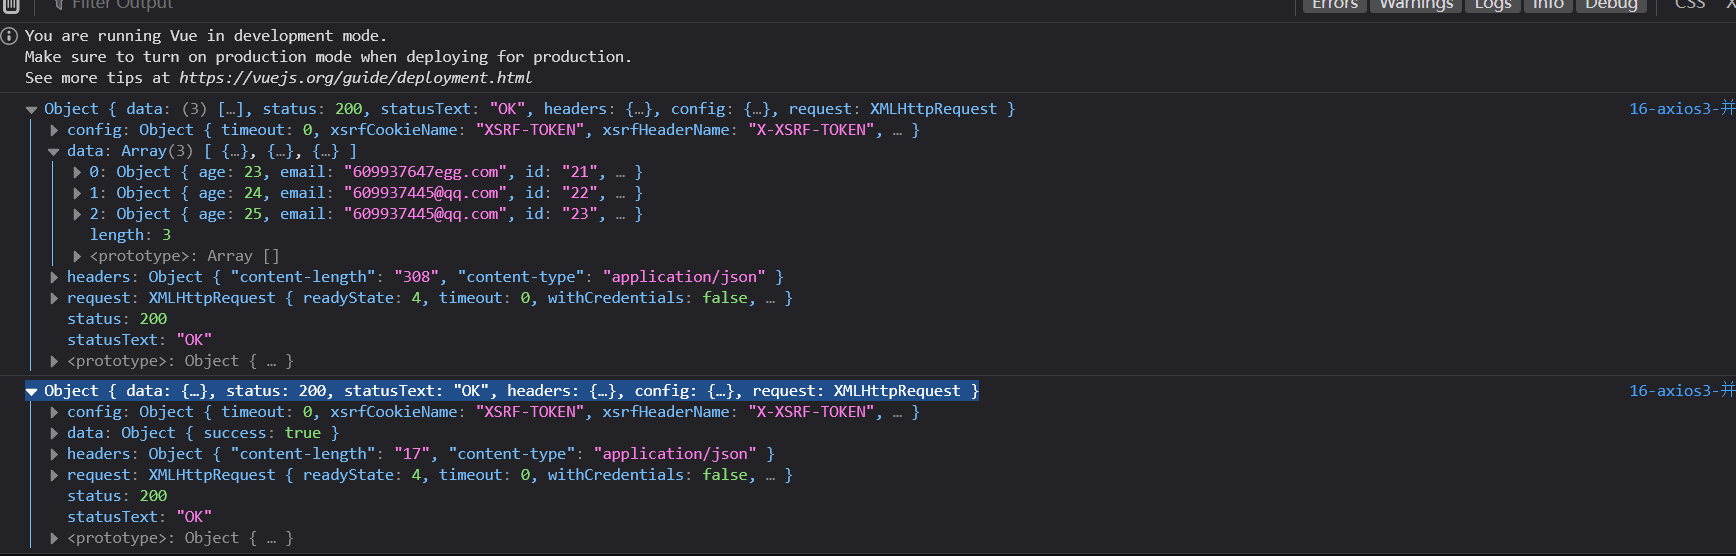 Filter Output
Errors Warnings Logs Info Debug CSS
You are running Vue in development mode.
Make sure to turn on production mode when deploying for production.
See more tips at https://vuejs.org/guide/deployment.html
Object { data: (3) […], status: 200, statusText: "OK", headers: {…}, config: {…}, request: XMLHttpRequest } 16-axios3-并
config: Object { timeout: 0, xsrfCookieName: "XSRF-TOKEN", xsrfHeaderName: "X-XSRF-TOKEN", … }
data: Array(3) [ {…}, {…}, {…} ]
0: Object { age: 23, email: "609937647egg.com", id: "21", … }
1: Object { age: 24, email: "609937445@qq.com", id: "22", … }
2: Object { age: 25, email: "609937445@qq.com", id: "23", … }
length: 3
<prototype>: Array []
headers: Object { "content-length": "308", "content-type": "application/json" }
request: XMLHttpRequest { readyState: 4, timeout: 0, withCredentials: false, … }
status: 200
statusText: "OK"
<prototype>: Object { … }
Object { data: {…}, status: 200, statusText: "OK", headers: {…}, config: {…}, request: XMLHttpRequest } 16-axios3-并
config: Object { timeout: 0, xsrfCookieName: "XSRF-TOKEN", xsrfHeaderName: "X-XSRF-TOKEN", … }
data: Object { success: true }
headers: Object { "content-length": "17", "content-type": "application/json" }
request: XMLHttpRequest { readyState: 4, timeout: 0, withCredentials: false, … }
status: 200
statusText: "OK"
<prototype>: Object { … }